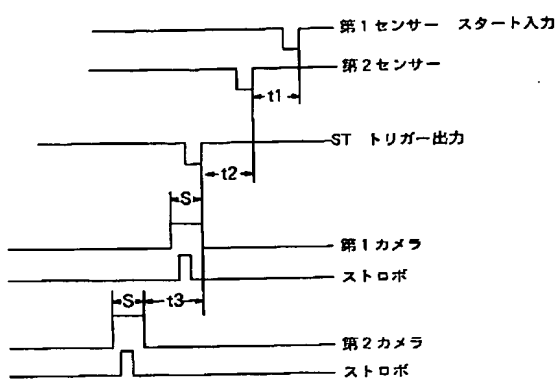 第1センサー スタート入力
第2センサー
t1
ST トリガー出力
t2
S
第1カメラ
ストロボ
S
t3
第2カメラ
ストロボ